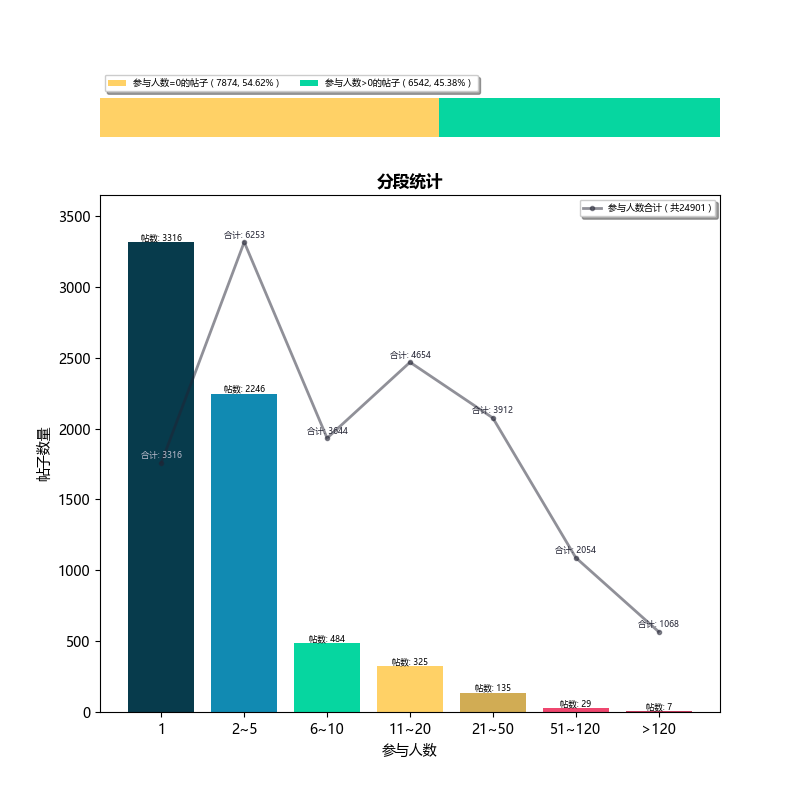 参与人数=0的帖子 ( 7874, 54.62% )
参与人数>0的帖子 ( 6542, 45.38% )
分段统计
参与人数合计 ( 共24901 )
3500
3000
2500
2000
1500
1000
500
0
帖子数量
帖数: 3316
合计: 6253
合计: 4654
帖数: 2246
合计: 3912
合计: 3644
合计: 3316
合计: 2054
帖数: 484
合计: 1068
帖数: 325
帖数: 135
帖数: 29
帖数: 7
1
2~5
6~10
11~20
21~50
51~120
>120
参与人数